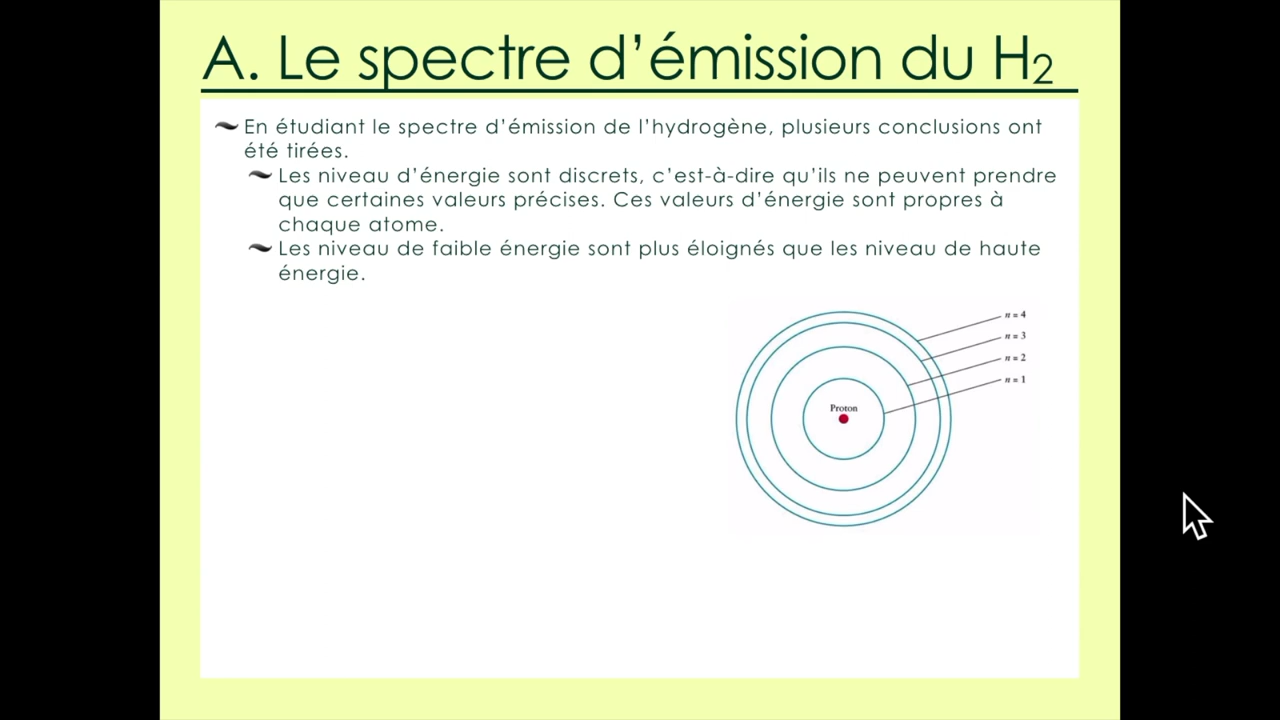 A. Le spectre d’émission du H₂
En étudiant le spectre d’émission de l’hydrogène, plusieurs conclusions ont
été tirées.
Les niveau d’énergie sont discrets, c’est-à-dire qu’ils ne peuvent prendre
que certaines valeurs précises. Ces valeurs d’énergie sont propres à
chaque atome.
Les niveau de faible énergie sont plus éloignés que les niveau de haute
énergie.
n = 4
n = 3
n = 2
n = 1
Proton